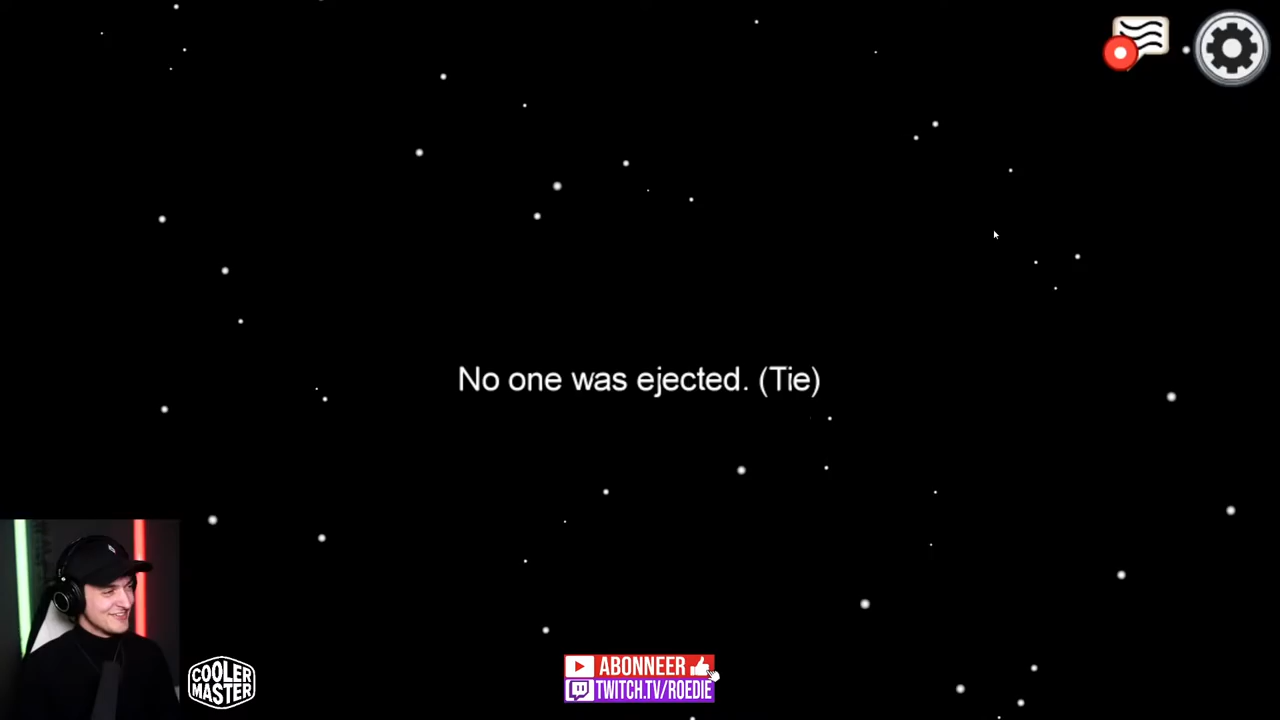 No one was ejected. (Tie)
COOLER
MASTER
ABONNEER
TWITCH.TV/ROEDIE